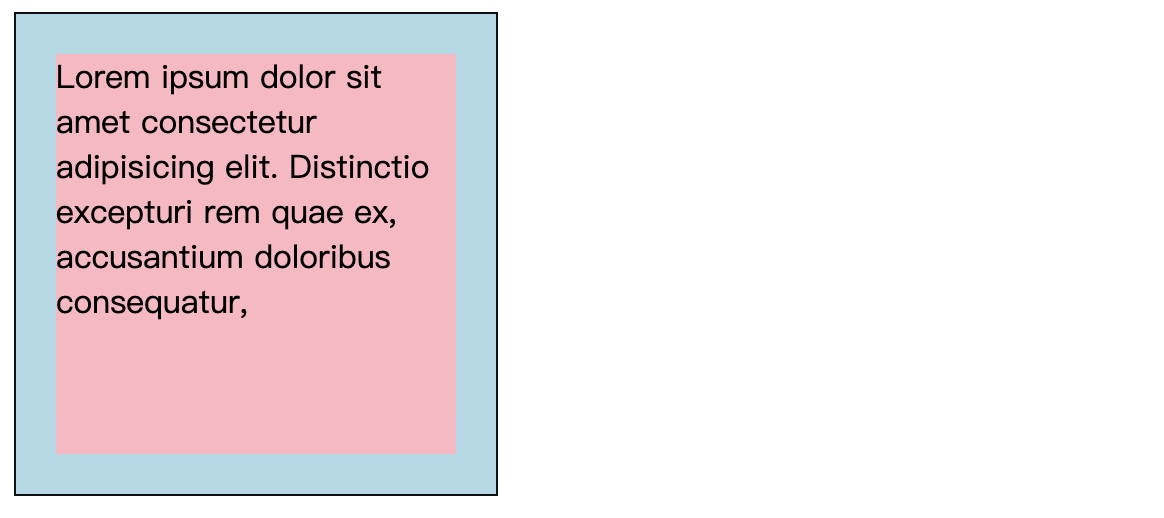 Lorem ipsum dolor sit
amet consectetur
adipisicing elit. Distinctio
excepturi rem quae ex,
accusantium doloribus
consequatur,